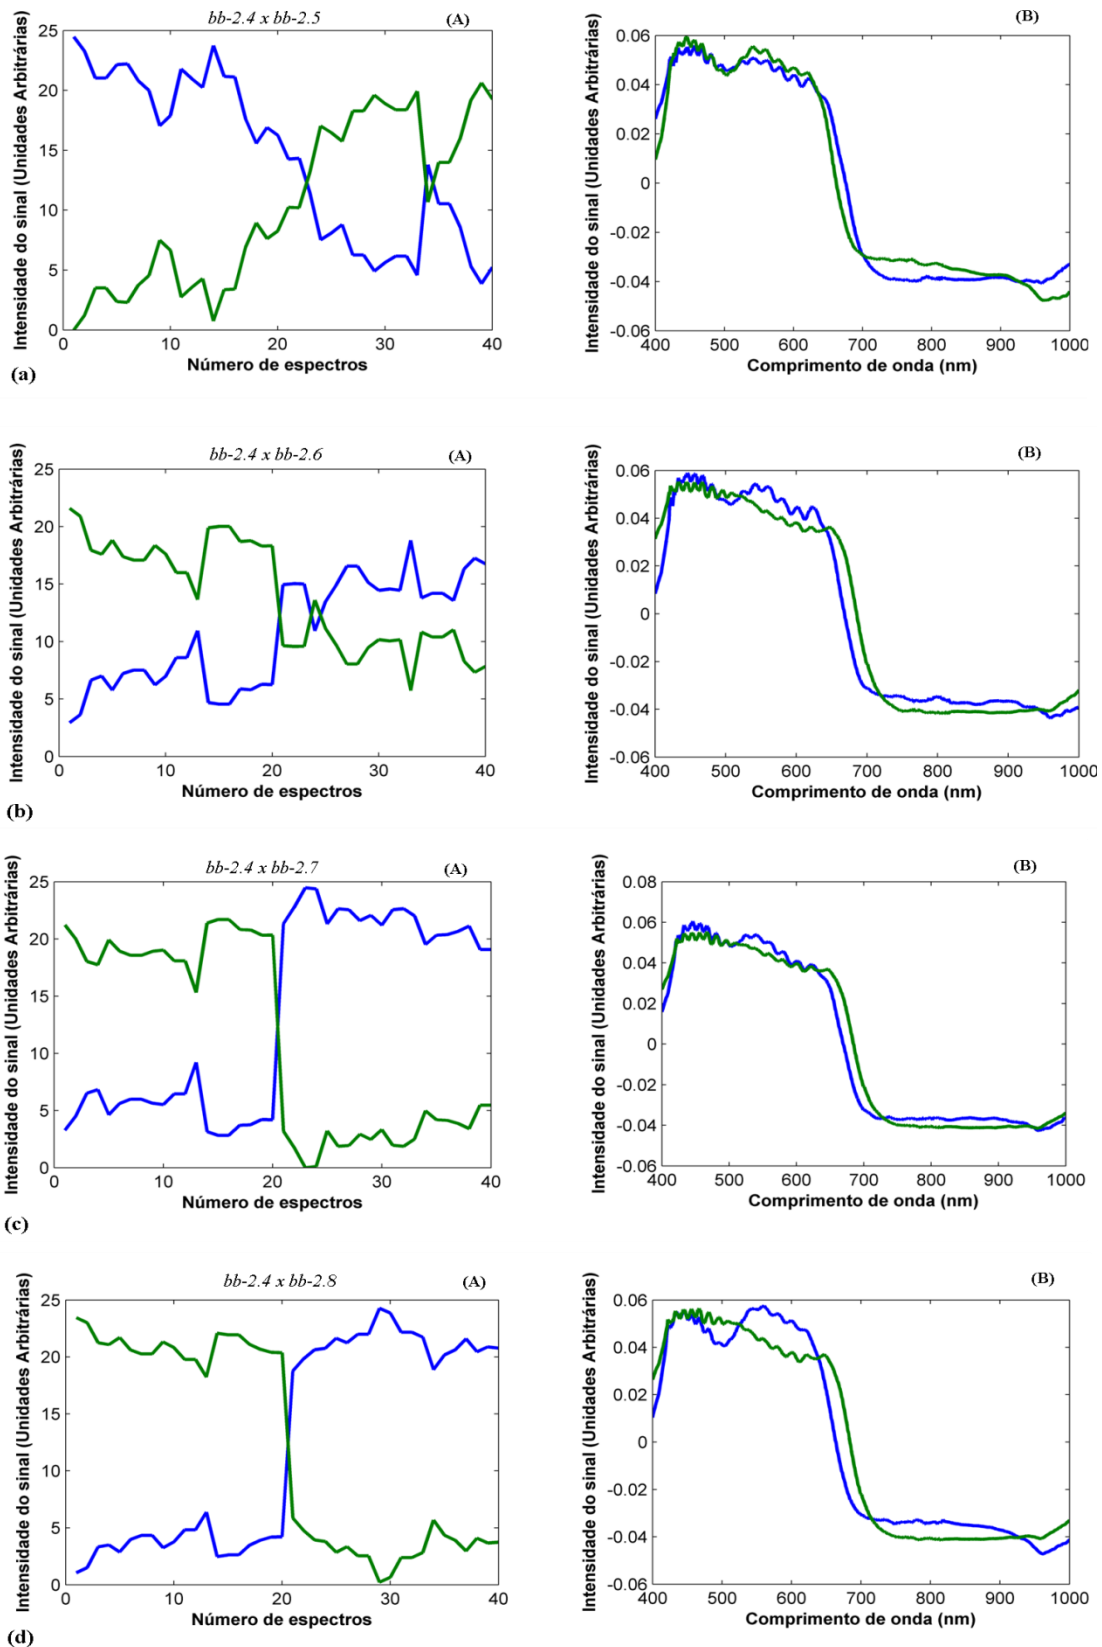 bb-2.4 x bb-2.5
(A)
(B)
Intensidade do sinal (Unidades Arbitrárias)
25
20
15
10
5
0
0 10 20 30 40
Número de espectros
Intensidade do sinal (Unidades Arbitrárias)
0.06
0.04
0.02
0
-0.02
-0.04
-0.06
400 500 600 700 800 900 1000
Comprimento de onda (nm)
(a)
bb-2.4 x bb-2.6
(A)
(B)
Intensidade do sinal (Unidades Arbitrárias)
25
20
15
10
5
0
0 10 20 30 40
Número de espectros
Intensidade do sinal (Unidades Arbitrárias)
0.06
0.04
0.02
0
-0.02
-0.04
-0.06
400 500 600 700 800 900 1000
Comprimento de onda (nm)
(b)
bb-2.4 x bb-2.7
(A)
(B)
Intensidade do sinal (Unidades Arbitrárias)
25
20
15
10
5
0
0 10 20 30 40
Número de espectros
Intensidade do sinal (Unidades Arbitrárias)
0.08
0.06
0.04
0.02
0
-0.02
-0.04
-0.06
400 500 600 700 800 900 1000
Comprimento de onda (nm)
(c)
bb-2.4 x bb-2.8
(A)
(B)
Intensidade do sinal (Unidades Arbitrárias)
25
20
15
10
5
0
0 10 20 30 40
Número de espectros
Intensidade do sinal (Unidades Arbitrárias)
0.06
0.04
0.02
0
-0.02
-0.04
-0.06
400 500 600 700 800 900 1000
Comprimento de onda (nm)
(d)